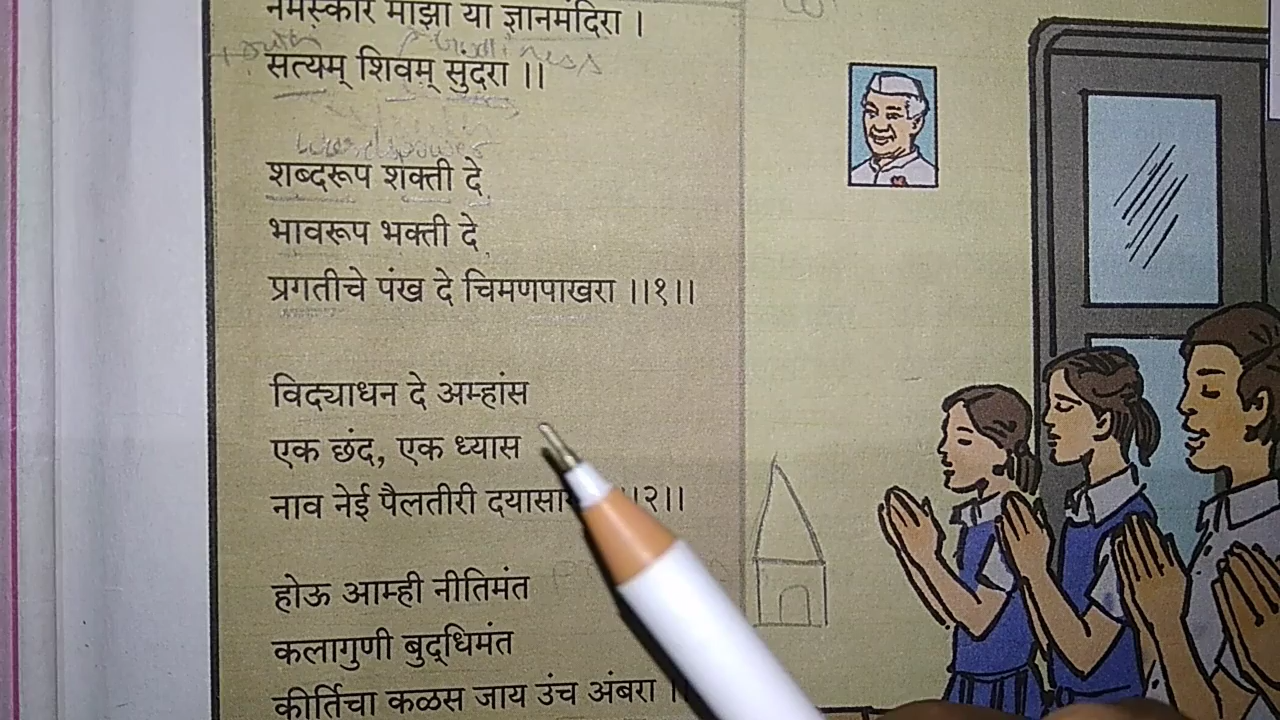 नमस्कार माझा या ज्ञानमंदिरा ।
सत्यम् शिवम् सुंदरा ।।
शब्दरूप शक्ती दे
भावरूप भक्ती दे
प्रगतीचे पंख दे चिमणपाखरा ।।१।।
विद्याधन दे अम्हांस
एक छंद, एक ध्यास
नाव नेई पैलतीरी ।।२।।
होऊ आम्ही नीतिमंत
कलागुणी बुद्धिमंत
कीर्तिचा कळस जाय उंच अंबरा ।